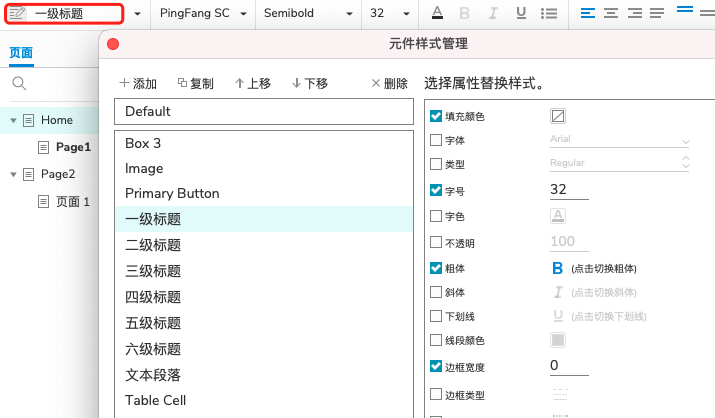 一级标题 PingFang SC Semibold 32 A B I U
页面 元件样式管理
添加 复制 上移 下移 删除 选择属性替换样式。
Default
Home
Page1
Page2
页面 1
Box 3
Image
Primary Button
一级标题
二级标题
三级标题
四级标题
五级标题
六级标题
文本段落
Table Cell
填充颜色
字体 Arial
类型 Regular
字号 32
字色 A
不透明 100
粗体 B (点击切换粗体)
斜体 I (点击切换斜体)
下划线 U (点击切换下划线)
线段颜色
边框宽度 0
边框类型